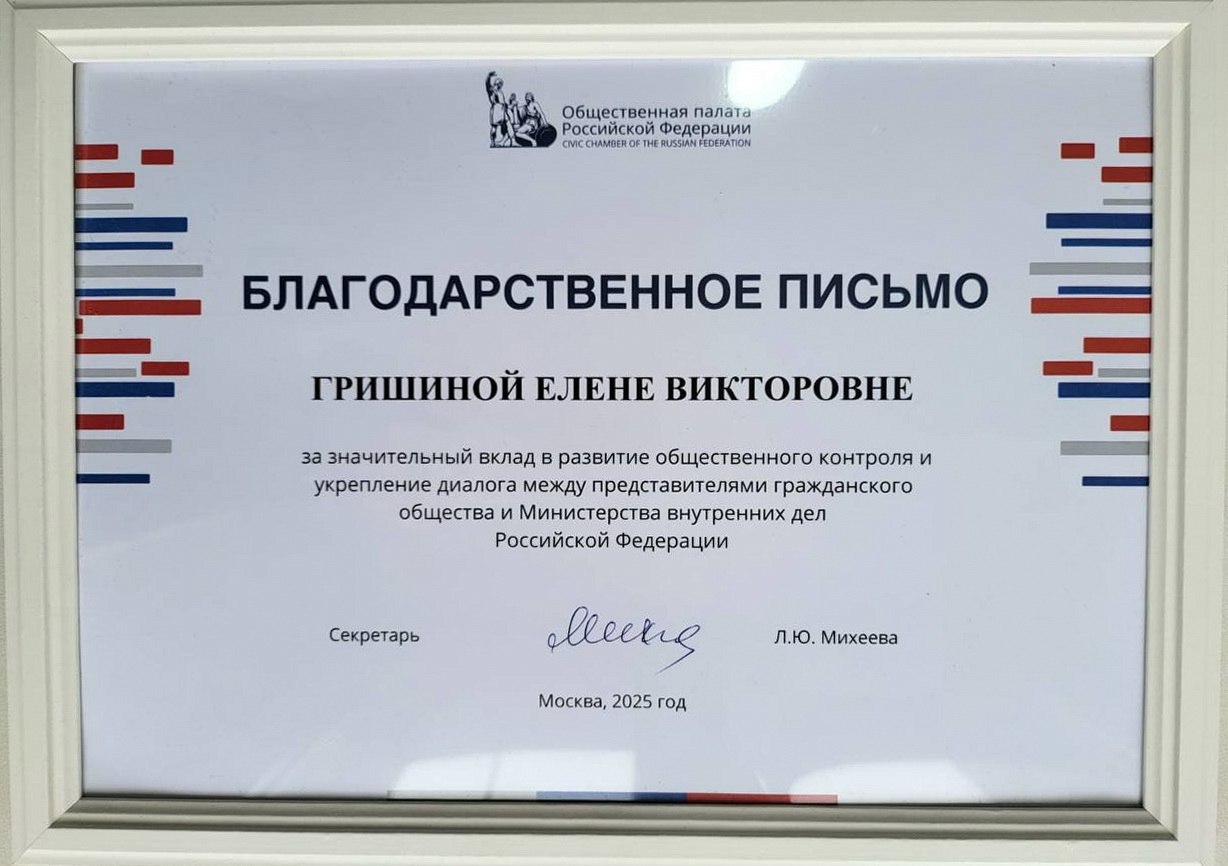 Общественная палата
Российской Федерации
CIVIC CHAMBER OF THE RUSSIAN FEDERATION
БЛАГОДАРСТВЕННОЕ ПИСЬМО
ГРИШИНОЙ ЕЛЕНЕ ВИКТОРОВНЕ
за значительный вклад в развитие общественного контроля и
укрепление диалога между представителями гражданского
общества и Министерства внутренних дел
Российской Федерации
Секретарь Л.Ю. Михеева
Москва, 2025 год